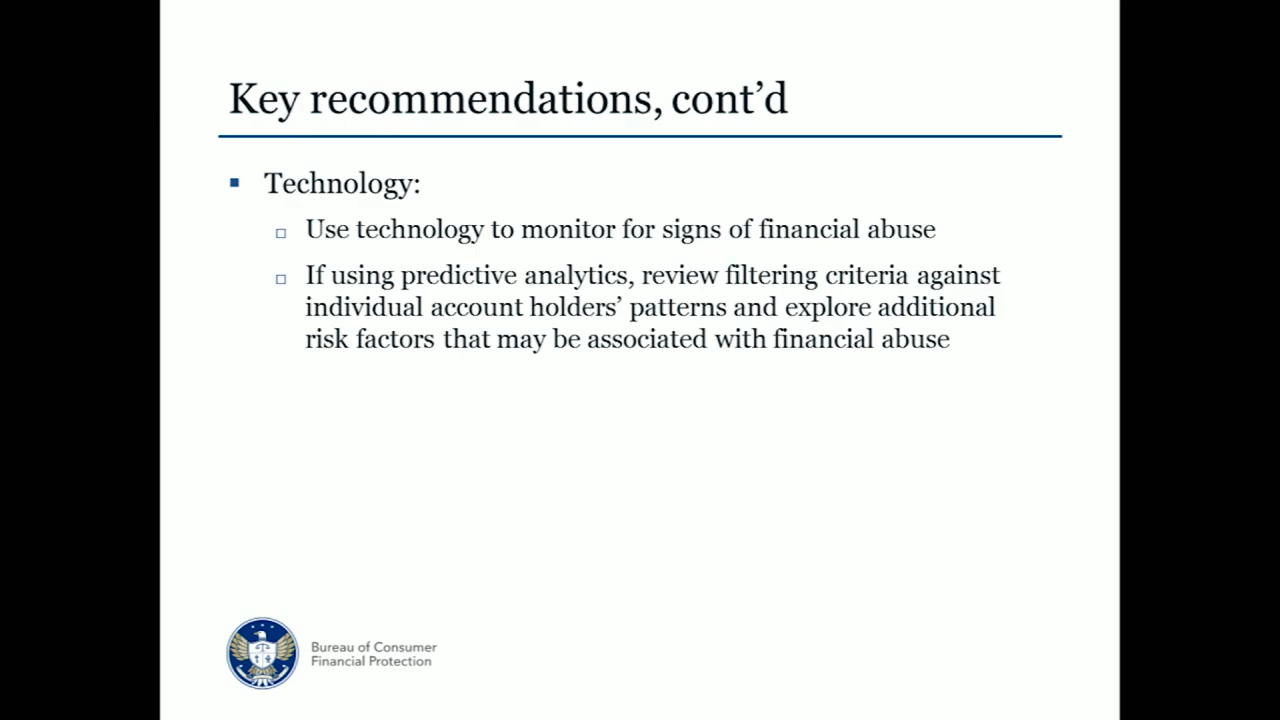 Key recommendations, cont’d
Technology:
Use technology to monitor for signs of financial abuse
If using predictive analytics, review filtering criteria against
individual account holders’ patterns and explore additional
risk factors that may be associated with financial abuse
Bureau of Consumer
Financial Protection